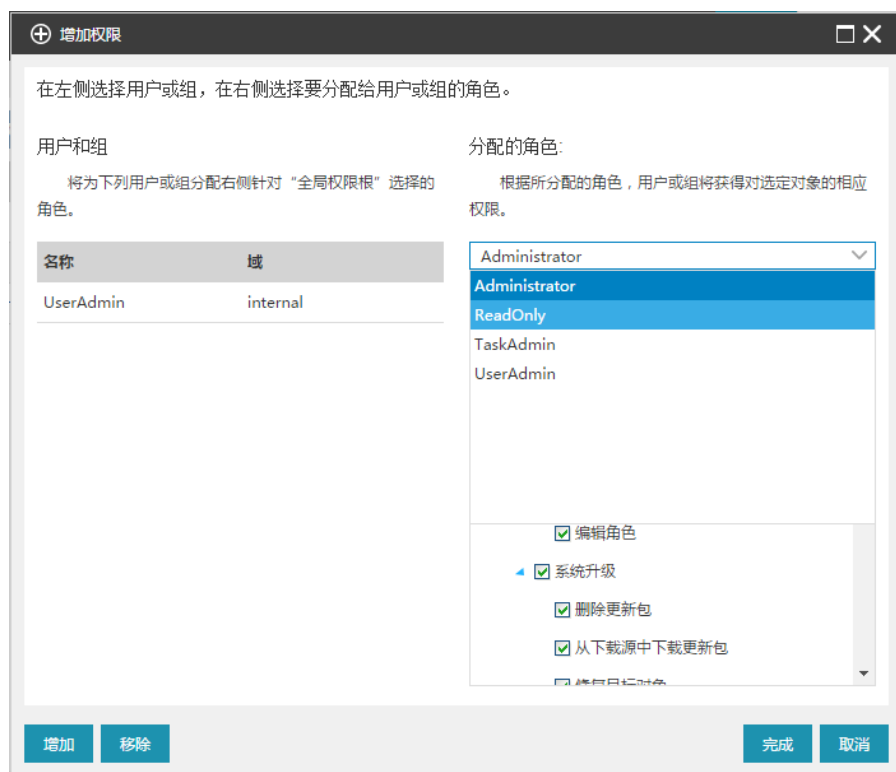 增加权限
在左侧选择用户或组，在右侧选择要分配给用户或组的角色。
用户和组
将为下列用户或组分配右侧针对“全局权限根”选择的
角色。
名称 域
UserAdmin internal
分配的角色:
根据所分配的角色，用户或组将获得对选定对象的相应
权限。
Administrator
Administrator
ReadOnly
TaskAdmin
UserAdmin
编辑角色
系统升级
删除更新包
从下载源中下载更新包
修复目标对象
增加 移除 完成 取消